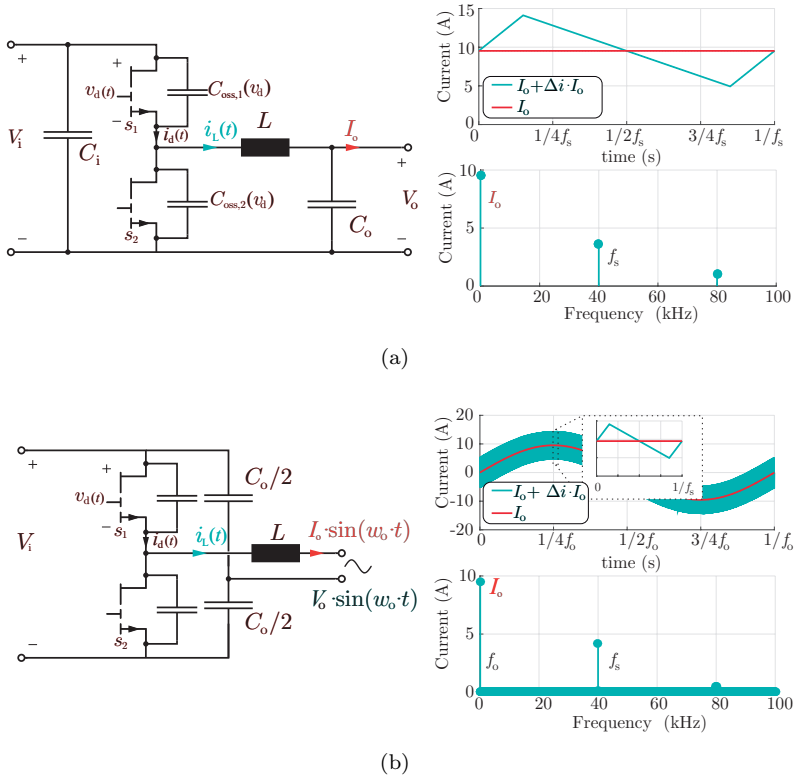 +
+
v_d(t)
C_oss,1(v_d)
−
s_1
i_d(t)
i_L(t)
L
I_o
V_i
C_i
+
C_oss,2(v_d)
V_o
s_2
C_o
−
−
Current (A)
15
10
5
0
I_o+Δi·I_o
I_o
0
1/4f_s
1/2f_s
3/4f_s
1/f_s
time (s)
Current (A)
10
5
0
I_o
f_s
0
20
40
60
80
100
Frequency (kHz)
(a)
+
+
C_o/2
v_d(t)
−
s_1
i_d(t)
i_L(t)
L
I_o·sin(w_o·t)
V_i
V_o·sin(w_o·t)
C_o/2
s_2
−
Current (A)
20
10
0
-10
-20
1/f_s
I_o+ Δi·I_o
I_o
0
1/4f_o
1/2f_o
3/4f_o
1/f_o
time (s)
Current (A)
10
5
0
I_o
f_o
f_s
0
20
40
60
80
100
Frequency (kHz)
(b)